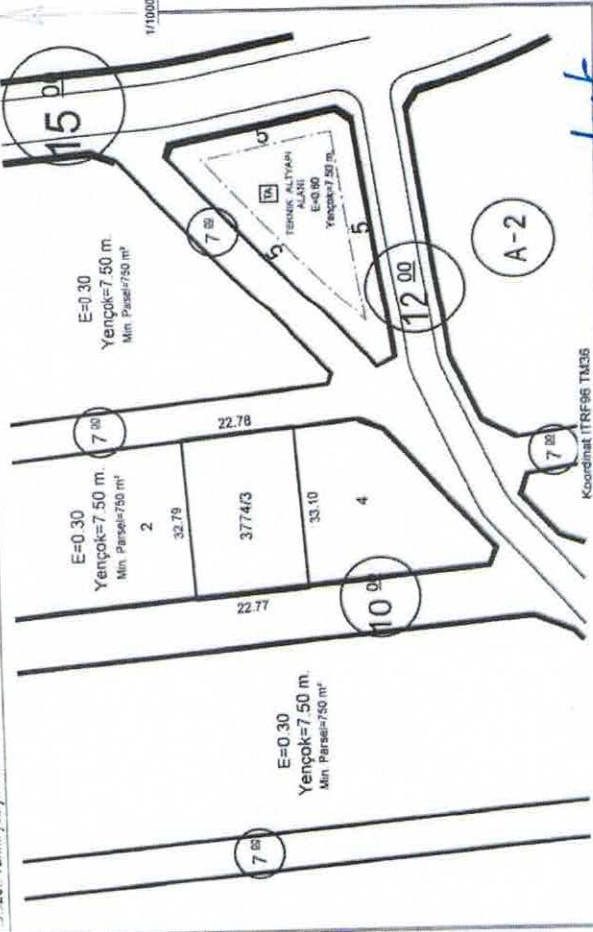 1/1000
15 00
E=0.30
Yençok=7.50 m.
Min. Parsel=750 m²
7 00
TA
TEKNİK ALTYAPI
ALANI
E=0.60
Yençok=7.50 m.
5
5
5
12 00
A-2
7 00
22.78
E=0.30
Yençok=7.50 m.
Min. Parsel=750 m²
2
32.79
3774/3
33.10
4
22.77
10 00
7 00
Koordinat ITRF96 TM36
E=0.30
Yençok=7.50 m.
Min. Parsel=750 m²
7 00